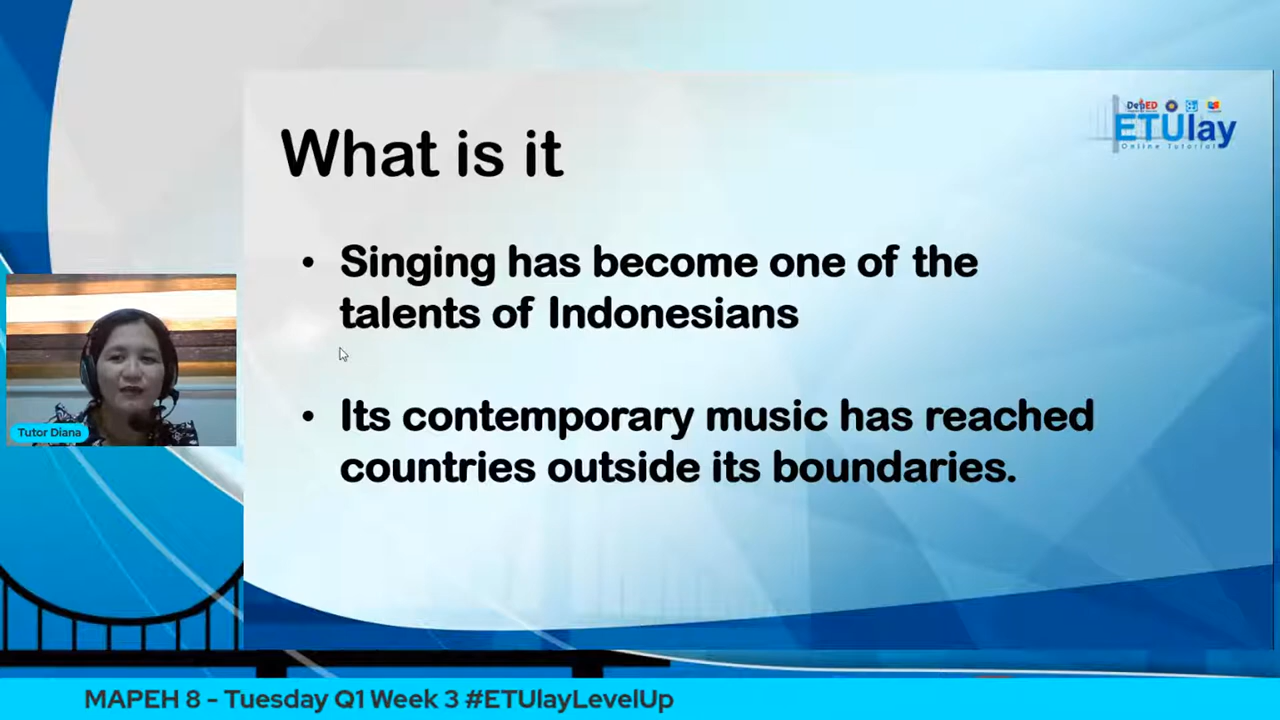 DepED
ETUlay
Online Tutorial
What is it
• Singing has become one of the
talents of Indonesians
• Its contemporary music has reached
countries outside its boundaries.
Tutor Diana
MAPEH 8 - Tuesday Q1 Week 3 #ETUlayLevelUp